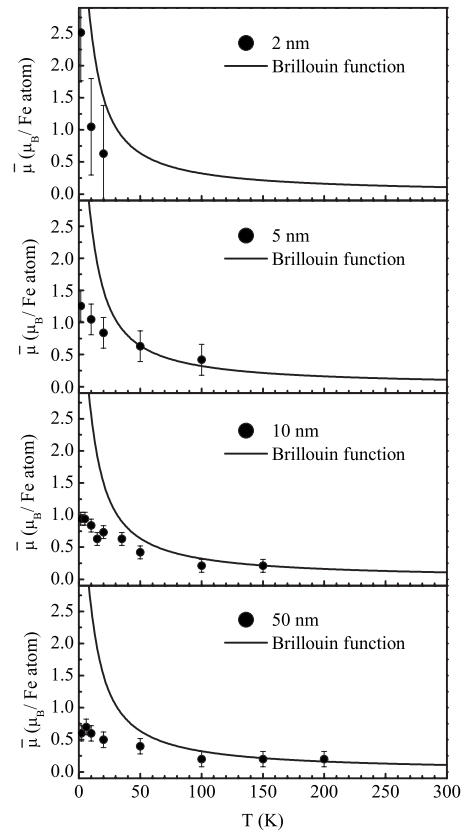 2.5
2.0
1.5
1.0
0.5
0.0
μ̄ (μB/ Fe atom)
2 nm
Brillouin function
2.5
2.0
1.5
1.0
0.5
0.0
μ̄ (μB/ Fe atom)
5 nm
Brillouin function
2.5
2.0
1.5
1.0
0.5
0.0
μ̄ (μB/ Fe atom)
10 nm
Brillouin function
2.5
2.0
1.5
1.0
0.5
0.0
μ̄ (μB/ Fe atom)
50 nm
Brillouin function
0 50 100 150 200 250 300
T (K)